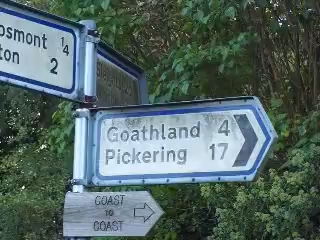 osmont ¼
ton 2
Goathland 4
Pickering 17
COAST
TO
COAST